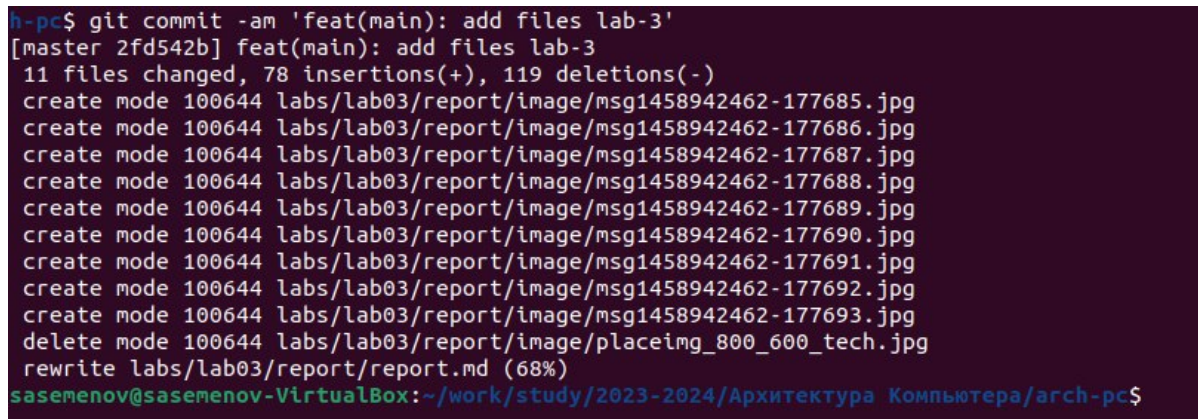 h-pc$ git commit -am 'feat(main): add files lab-3'
[master 2fd542b] feat(main): add files lab-3
 11 files changed, 78 insertions(+), 119 deletions(-)
 create mode 100644 labs/lab03/report/image/msg1458942462-177685.jpg
 create mode 100644 labs/lab03/report/image/msg1458942462-177686.jpg
 create mode 100644 labs/lab03/report/image/msg1458942462-177687.jpg
 create mode 100644 labs/lab03/report/image/msg1458942462-177688.jpg
 create mode 100644 labs/lab03/report/image/msg1458942462-177689.jpg
 create mode 100644 labs/lab03/report/image/msg1458942462-177690.jpg
 create mode 100644 labs/lab03/report/image/msg1458942462-177691.jpg
 create mode 100644 labs/lab03/report/image/msg1458942462-177692.jpg
 create mode 100644 labs/lab03/report/image/msg1458942462-177693.jpg
 delete mode 100644 labs/lab03/report/image/placeimg_800_600_tech.jpg
 rewrite labs/lab03/report/report.md (68%)
sasemenov@sasemenov-VirtualBox:~/work/study/2023-2024/Архитектура Компьютера/arch-pc$